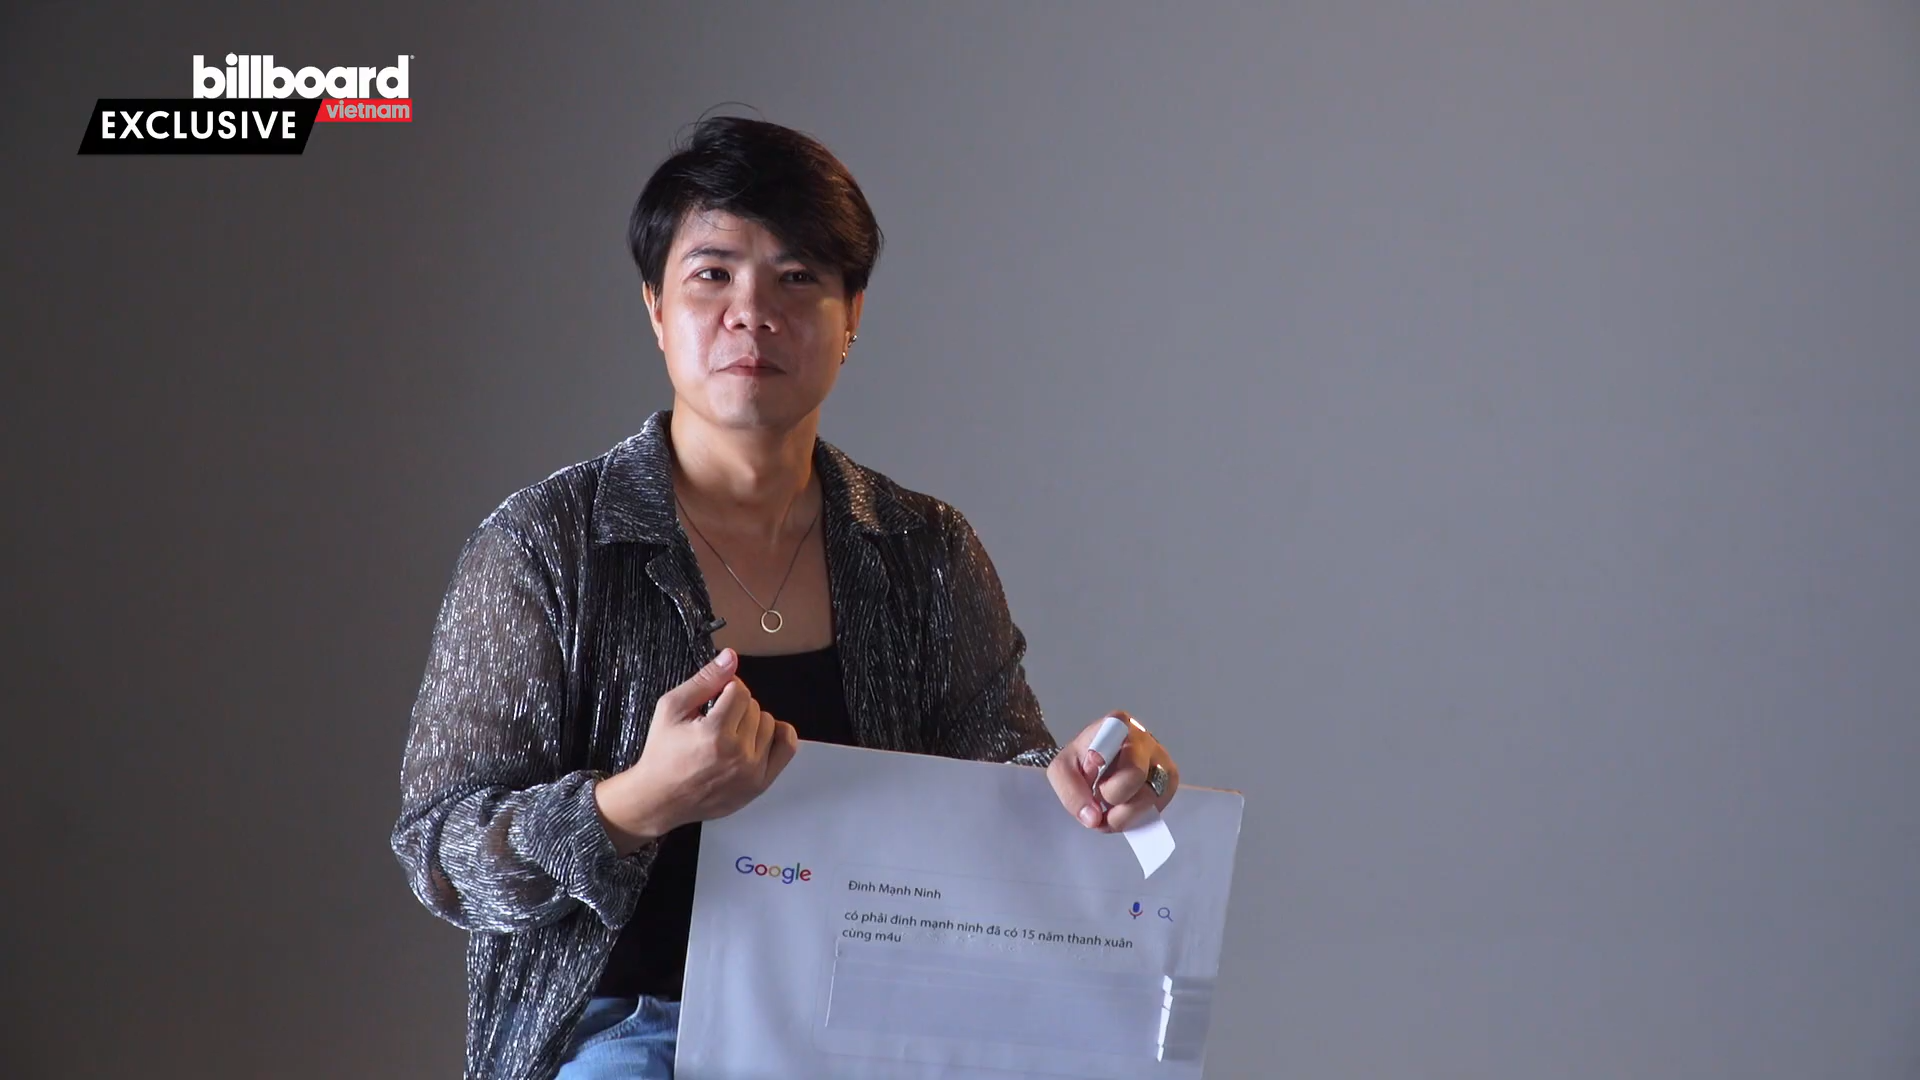 billboard
vietnam
EXCLUSIVE
Google
Đinh Mạnh Ninh
có phải đinh mạnh ninh đã có 15 năm thanh xuân
cùng m4u